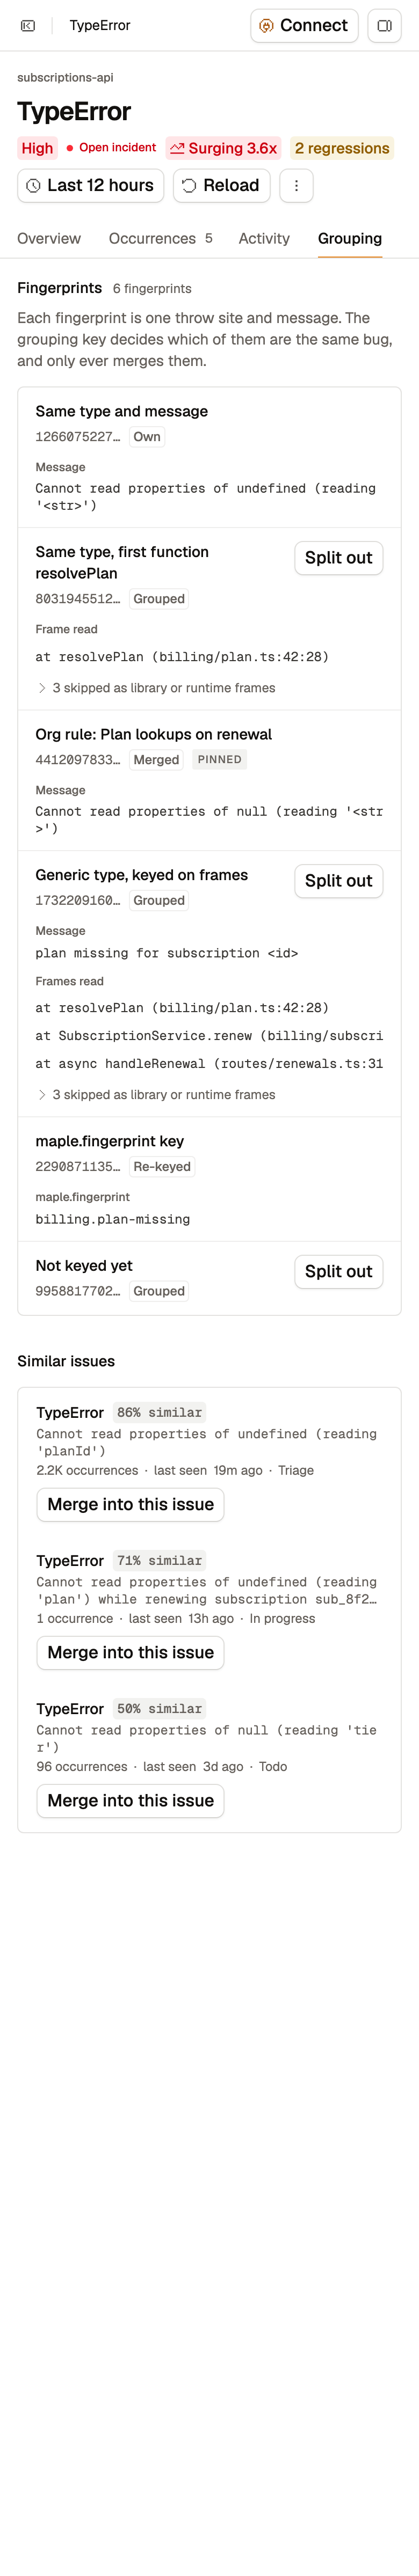 TypeError
Connect
subscriptions-api
TypeError
High
Open incident
Surging 3.6x
2 regressions
Last 12 hours
Reload
Overview
Occurrences 5
Activity
Grouping
Fingerprints 6 fingerprints
Each fingerprint is one throw site and message. The
grouping key decides which of them are the same bug,
and only ever merges them.
Same type and message
1266075227… Own
Message
Cannot read properties of undefined (reading
'<str>')
Same type, first function
resolvePlan
Split out
8031945512… Grouped
Frame read
at resolvePlan (billing/plan.ts:42:28)
3 skipped as library or runtime frames
Org rule: Plan lookups on renewal
4412097833… Merged PINNED
Message
Cannot read properties of null (reading '<str
>')
Generic type, keyed on frames
Split out
1732209160… Grouped
Message
plan missing for subscription <id>
Frames read
at resolvePlan (billing/plan.ts:42:28)
at SubscriptionService.renew (billing/subscri
at async handleRenewal (routes/renewals.ts:31
3 skipped as library or runtime frames
maple.fingerprint key
2290871135… Re-keyed
maple.fingerprint
billing.plan-missing
Not keyed yet
Split out
9958817702… Grouped
Similar issues
TypeError 86% similar
Cannot read properties of undefined (reading
'planId')
2.2K occurrences · last seen 19m ago · Triage
Merge into this issue
TypeError 71% similar
Cannot read properties of undefined (reading
'plan') while renewing subscription sub_8f2…
1 occurrence · last seen 13h ago · In progress
Merge into this issue
TypeError 50% similar
Cannot read properties of null (reading 'tie
r')
96 occurrences · last seen 3d ago · Todo
Merge into this issue